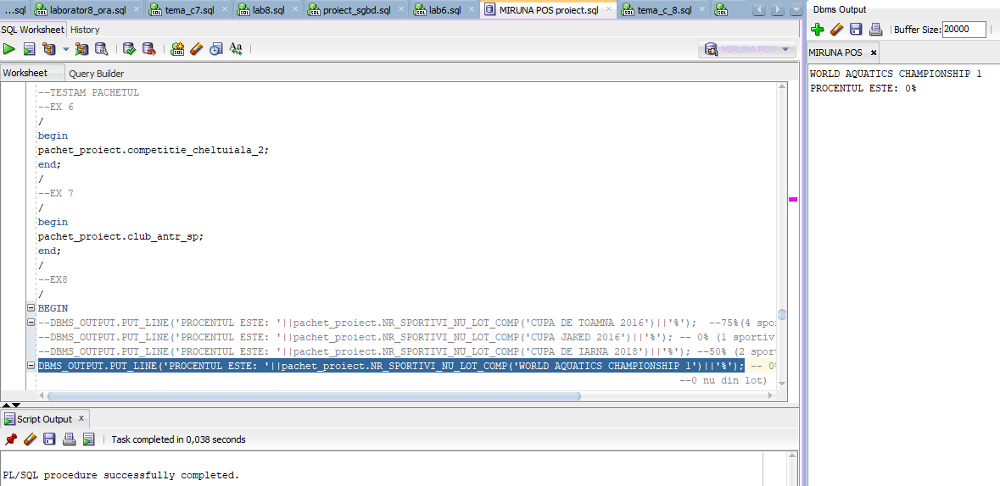 ...sql laborator8_ora.sql tema_c7.sql lab8.sql proiect_sgbd.sql lab6.sql MIRUNA POS proiect.sql tema_c_8.sql
SQL Worksheet History
MIRUNA POS
Worksheet Query Builder
--TESTAM PACHETUL
--EX 6
/
begin
pachet_proiect.competitie_cheltuiala_2;
end;
/
--EX 7
/
begin
pachet_proiect.club_antr_sp;
end;
/
--EX8
/
BEGIN
--DBMS_OUTPUT.PUT_LINE('PROCENTUL ESTE: '||pachet_proiect.NR_SPORTIVI_NU_LOT_COMP('CUPA DE TOAMNA 2016')||'%'); --75%(4 spo
--DBMS_OUTPUT.PUT_LINE('PROCENTUL ESTE: '||pachet_proiect.NR_SPORTIVI_NU_LOT_COMP('CUPA JAKED 2016')||'%'); -- 0% (1 sportiv
--DBMS_OUTPUT.PUT_LINE('PROCENTUL ESTE: '||pachet_proiect.NR_SPORTIVI_NU_LOT_COMP('CUPA DE IARNA 2018')||'%'); --50% (2 spor
DBMS_OUTPUT.PUT_LINE('PROCENTUL ESTE: '||pachet_proiect.NR_SPORTIVI_NU_LOT_COMP('WORLD AQUATICS CHAMPIONSHIP 1')||'%'); -- 0
--0 nu din lot)
Script Output
Task completed in 0,038 seconds
PL/SQL procedure successfully completed.
Dbms Output
Buffer Size: 20000
MIRUNA POS
WORLD AQUATICS CHAMPIONSHIP 1
PROCENTUL ESTE: 0%